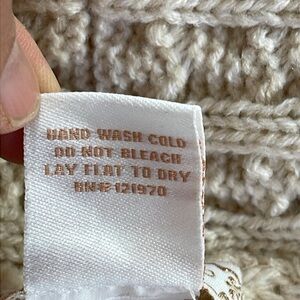 HAND WASH COLD
DO NOT BLEACH
LAY FLAT TO DRY
RN# 121970